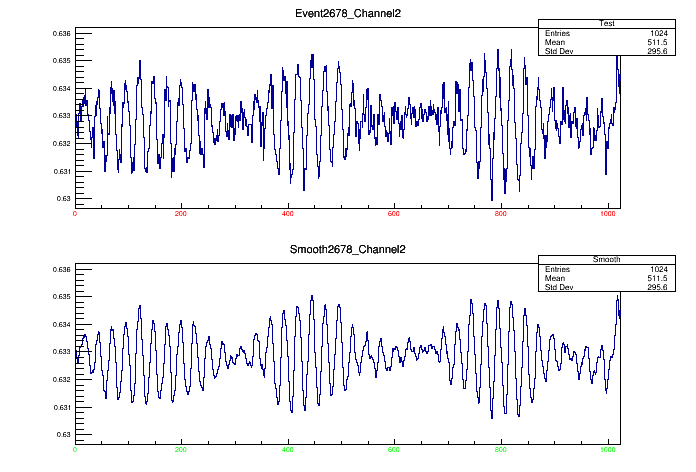 Event2678_Channel2
Test
Entries 1024
Mean 511.5
Std Dev 295.6
0.636
0.635
0.634
0.633
0.632
0.631
0.63
0 200 400 600 800 1000
Smooth2678_Channel2
Smooth
Entries 1024
Mean 511.5
Std Dev 295.6
0.636
0.635
0.634
0.633
0.632
0.631
0.63
0 200 400 600 800 1000